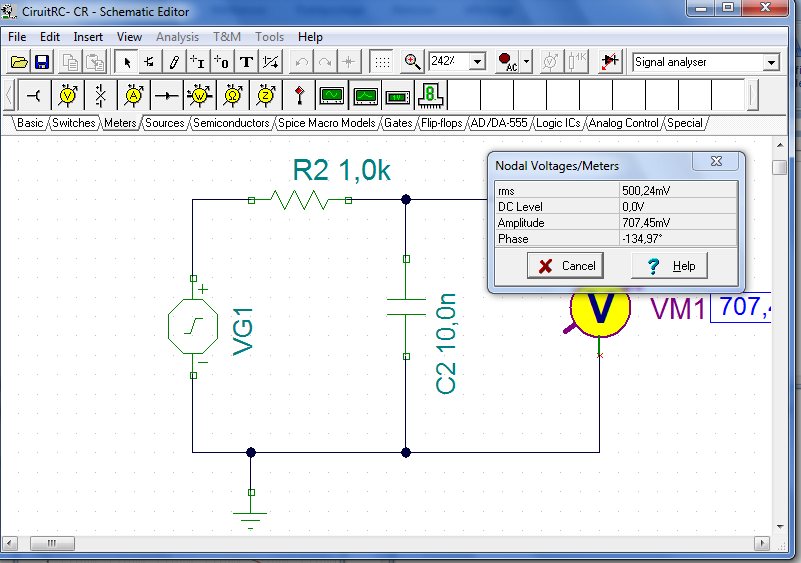 CiruitRC- CR - Schematic Editor
File Edit Insert View Analysis T&M Tools Help
T 242% AC 1K Signal analyser
V A W Ω Z 8
Basic Switches Meters Sources Semiconductors Spice Macro Models Gates Flip-flops AD/DA-555 Logic ICs Analog Control Special
R2 1,0k
Nodal Voltages/Meters
rms 500,24mV
DC Level 0,0V
Amplitude 707,45mV
Phase -134,97°
Cancel ? Help
+
VG1
−
C2 10,0n
V VM1 707,